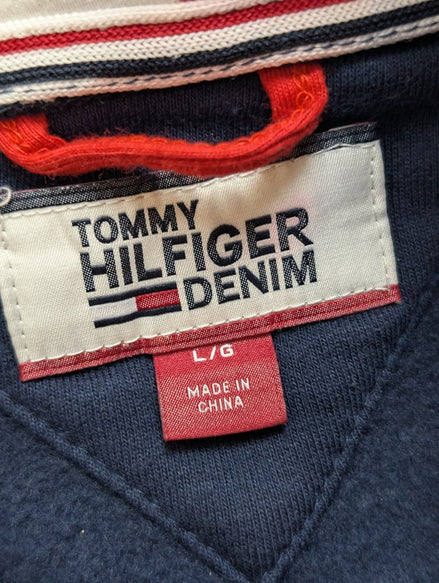 TOMMY
HILFIGER
DENIM
L/G
MADE IN
CHINA